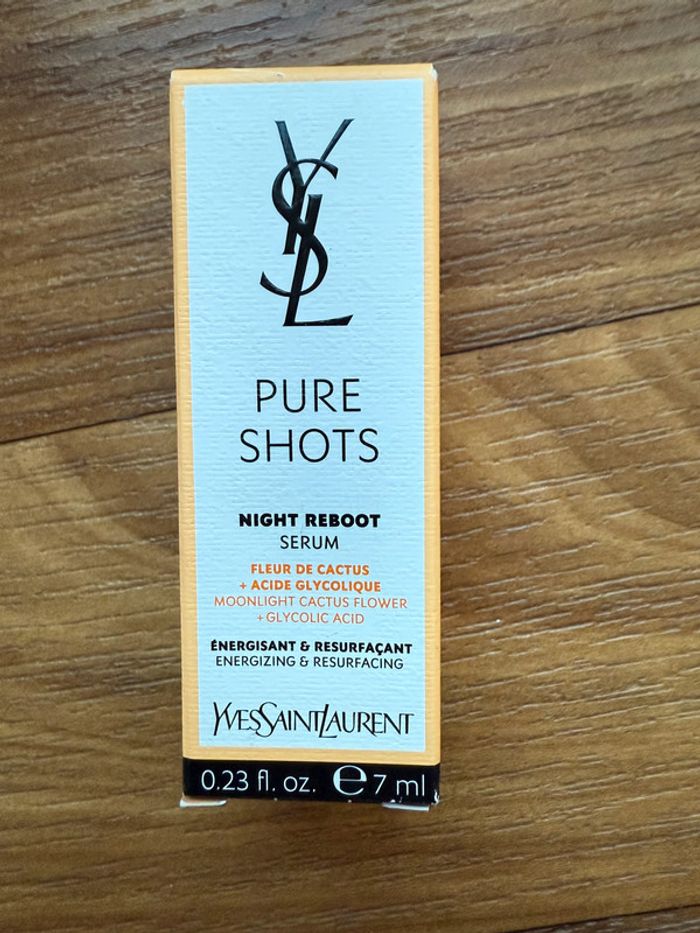 YSL
PURE
SHOTS
NIGHT REBOOT
SERUM
FLEUR DE CACTUS
+ ACIDE GLYCOLIQUE
MOONLIGHT CACTUS FLOWER
+ GLYCOLIC ACID
ÉNERGISANT & RESURFAÇANT
ENERGIZING & RESURFACING
YVESSAINTLAURENT
0.23 fl. oz. ℮ 7 ml